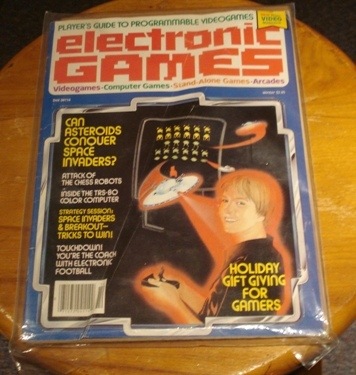 PLAYER'S GUIDE TO PROGRAMMABLE VIDEOGAMES
VIDEO
electronic
GAMES
Videogames • Computer Games • Stand-Alone Games • Arcades
CAN
ASTEROIDS
CONQUER
SPACE
INVADERS?
ATTACK OF
THE CHESS ROBOTS
INSIDE THE TRS-80
COLOR COMPUTER
STRATEGY SESSION:
SPACE INVADERS
& BREAKOUT—
TRICKS TO WIN!
TOUCHDOWN!
YOU'RE THE COACH
WITH ELECTRONIC
FOOTBALL
HOLIDAY
GIFT GIVING
FOR
GAMERS